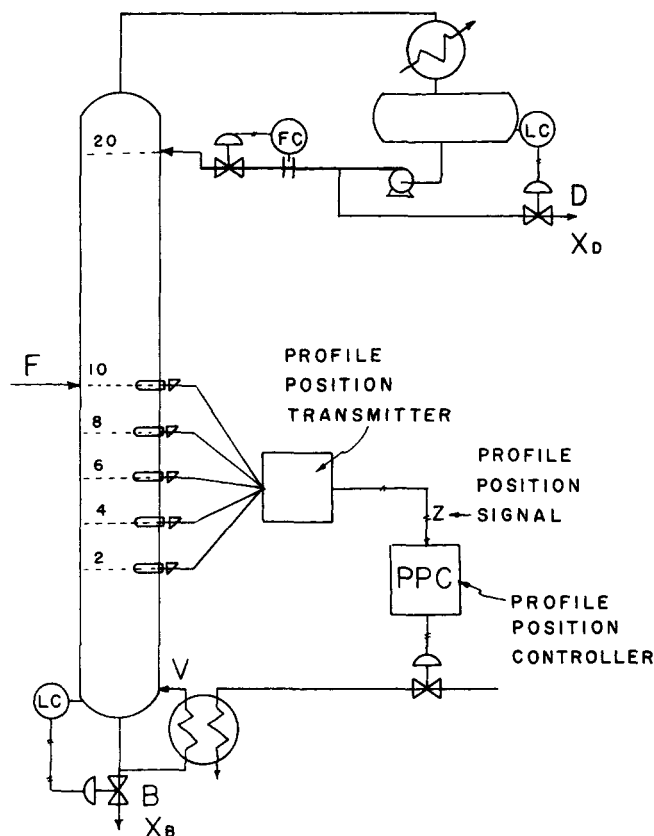 20
FC
LC
D
XD
F
10
8
6
4
2
PROFILE
POSITION
TRANSMITTER
PROFILE
POSITION
SIGNAL
Z
PPC
PROFILE
POSITION
CONTROLLER
V
LC
B
XB